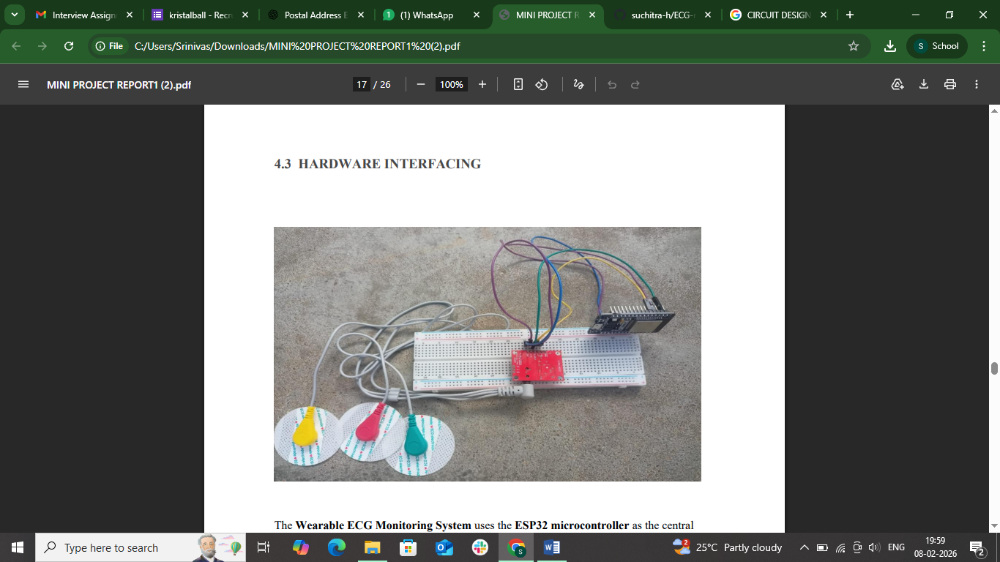 Interview Assign
kristalball - Recr
Postal Address E
(1) WhatsApp
MINI PROJECT R
suchitra-h/ECG-
CIRCUIT DESIGN
File
C:/Users/Srinivas/Downloads/MINI%20PROJECT%20REPORT1%20(2).pdf
S School
MINI PROJECT REPORT1 (2).pdf
17 / 26
100%
4.3 HARDWARE INTERFACING
The Wearable ECG Monitoring System uses the ESP32 microcontroller as the central
Type here to search
2
25°C Partly cloudy
ENG
19:59
08-02-2026
2